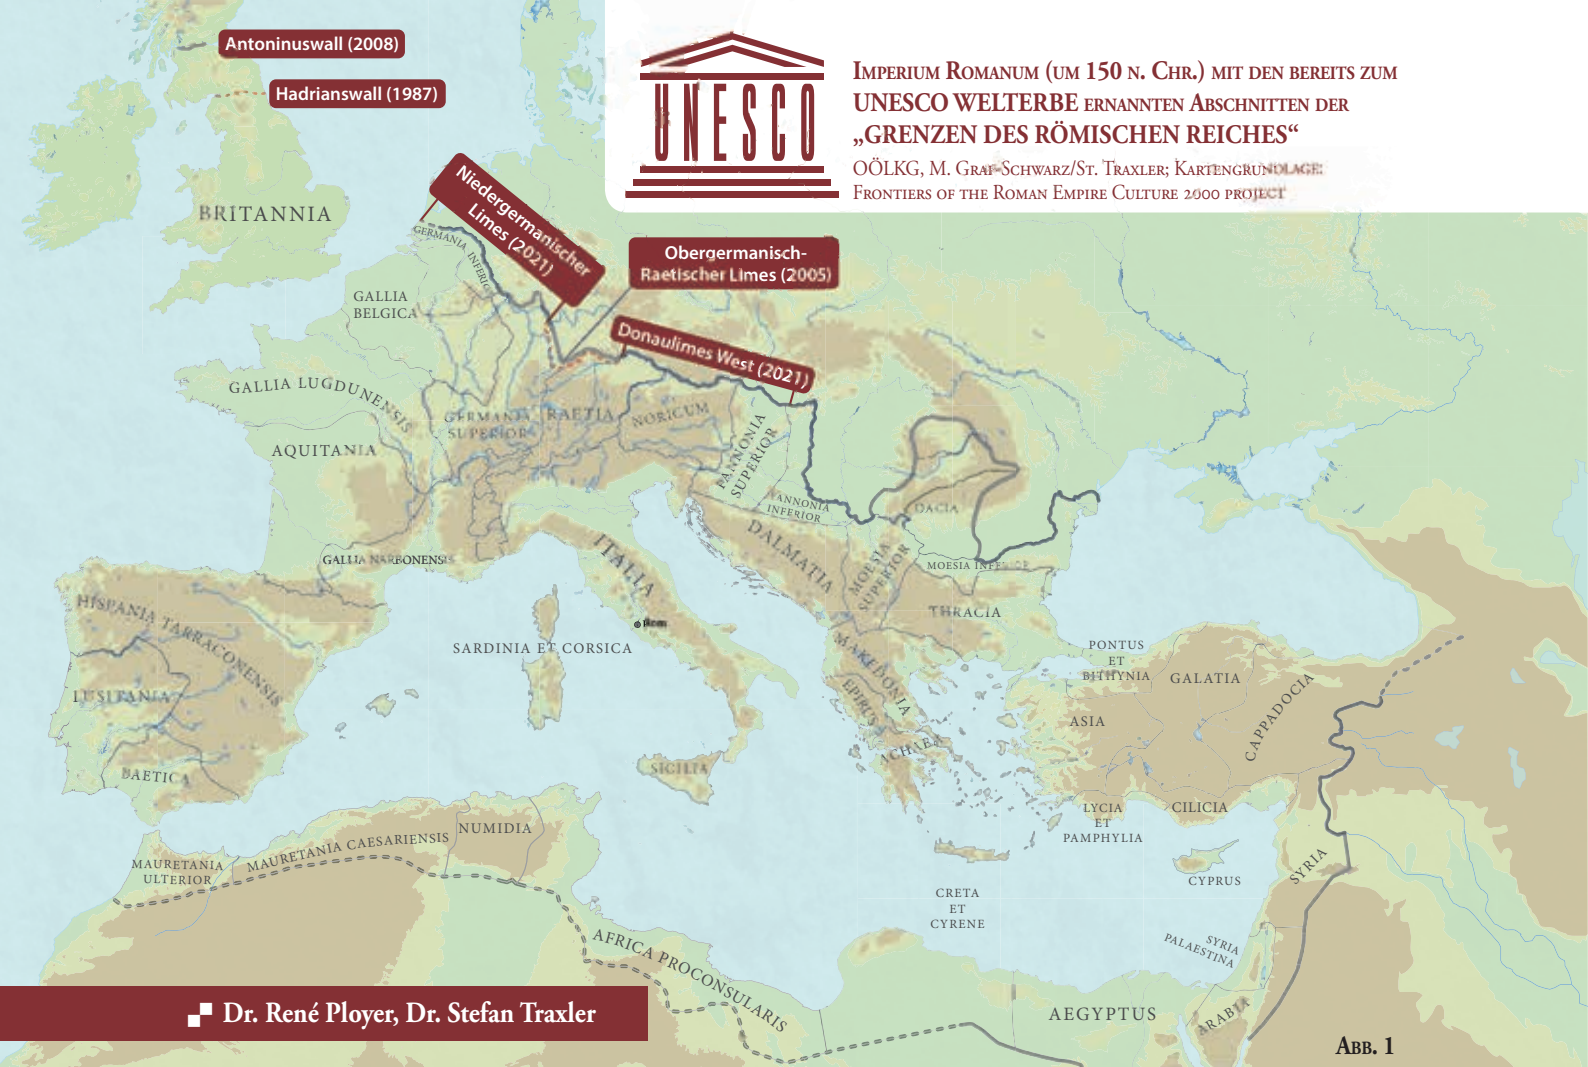 Antoninuswall (2008)
Hadrianswall (1987)
UNESCO
IMPERIUM ROMANUM (UM 150 N. CHR.) MIT DEN BEREITS ZUM
UNESCO WELTERBE ERNANNTEN ABSCHNITTEN DER
„GRENZEN DES RÖMISCHEN REICHES“
OÖLKG, M. GRAF-SCHWARZ/ST. TRAXLER; KARTENGRUNDLAGE:
FRONTIERS OF THE ROMAN EMPIRE CULTURE 2000 PROJECT
Niedergermanischer
Limes (2021)
Obergermanisch-
Raetischer Limes (2005)
Donaulimes West (2021)
BRITANNIA
GERMANIA INFERIOR
GALLIA
BELGICA
GALLIA LUGDUNENSIS
GERMANIA
SUPERIOR
RAETIA
NORICUM
AQUITANIA
PANNONIA
SUPERIOR
PANNONIA
INFERIOR
DACIA
DALMATIA
ITALIA
GALLIA NARBONENSIS
MOESIA
SUPERIOR
MOESIA INFERIOR
THRACIA
HISPANIA TARRACONENSIS
LUSITANIA
BAETICA
Rom
SARDINIA ET CORSICA
MAKEDONIA
EPIRUS
ACHAEA
SICILIA
PONTUS
ET
BITHYNIA
GALATIA
CAPPADOCIA
ASIA
LYCIA
ET
PAMPHYLIA
CILICIA
CYPRUS
SYRIA
CRETA
ET
CYRENE
SYRIA
PALAESTINA
ARABIA
AEGYPTUS
MAURETANIA
ULTERIOR
MAURETANIA CAESARIENSIS
NUMIDIA
AFRICA PROCONSULARIS
Dr. René Ployer, Dr. Stefan Traxler
ABB. 1